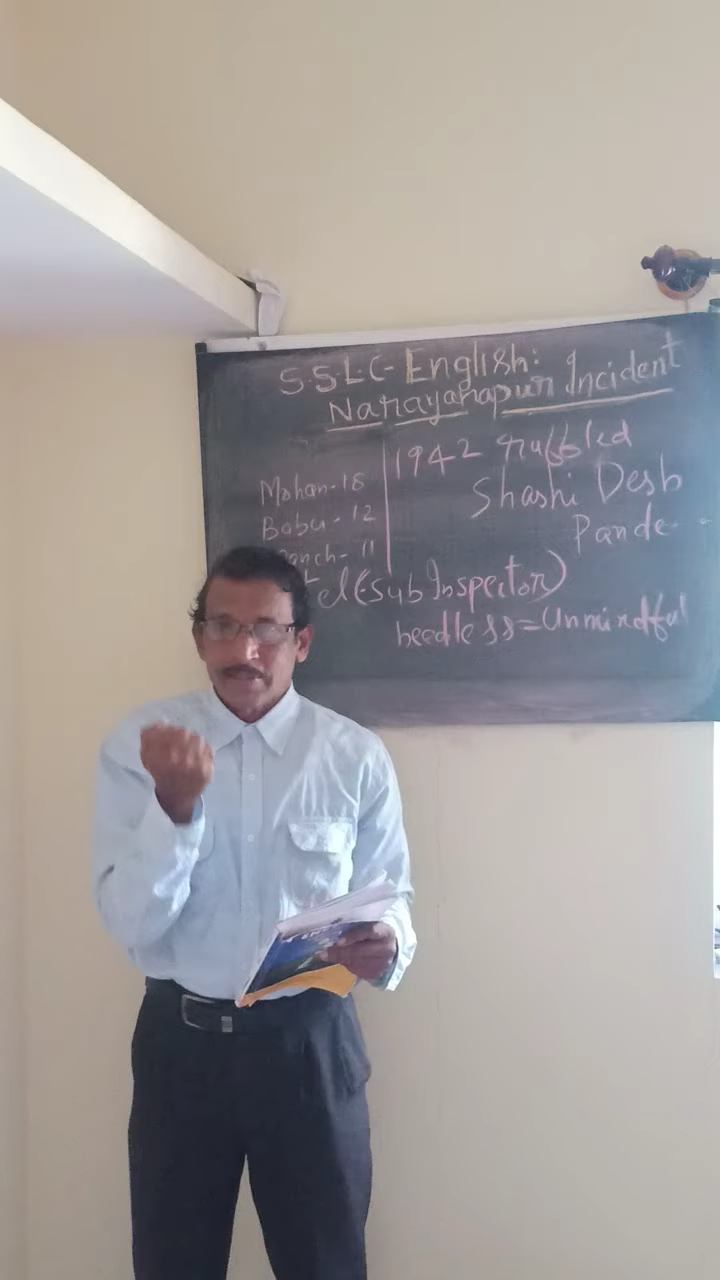 S.S.L.C- English:
Narayanapur Incident
Mohan-18
Babu-12
1942 ruffled
Shashi Desh
Pande
(Sub Inspector)
heedless=Unmindful